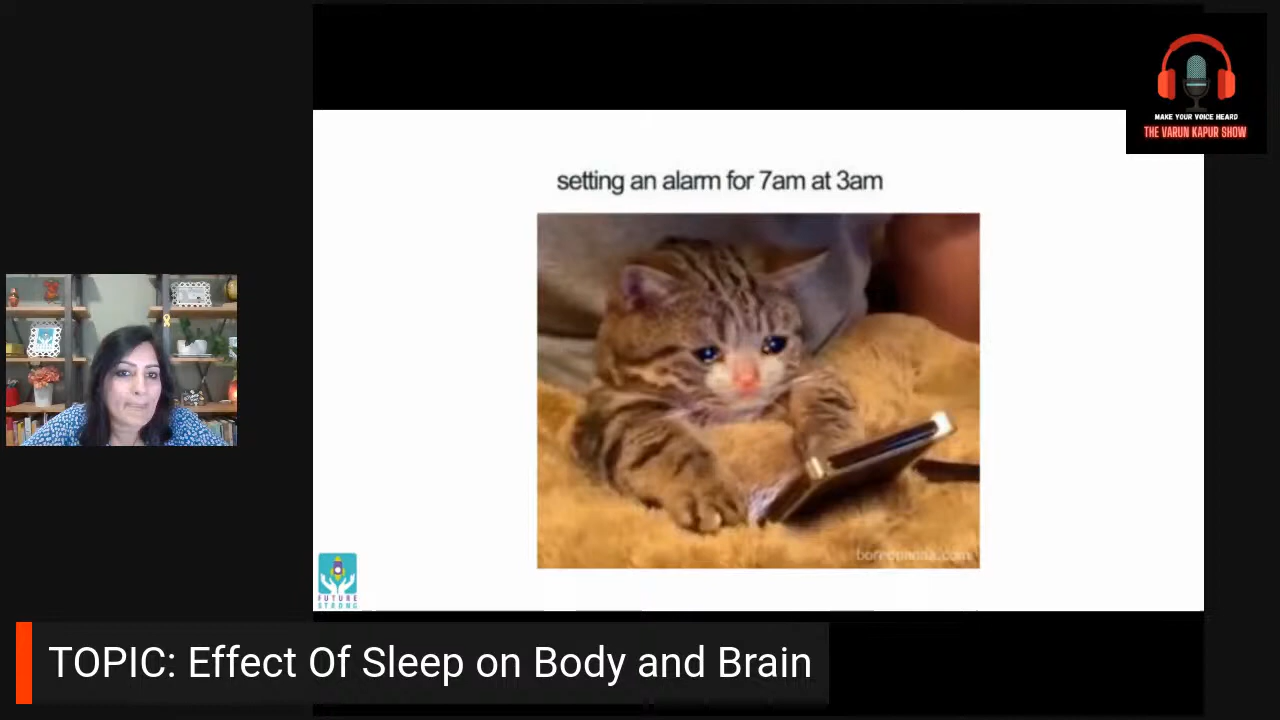 MAKE YOUR VOICE HEARD
THE VARUN KAPUR SHOW
setting an alarm for 7am at 3am
boredpanda.com
FUTURE
STRONG
TOPIC: Effect Of Sleep on Body and Brain